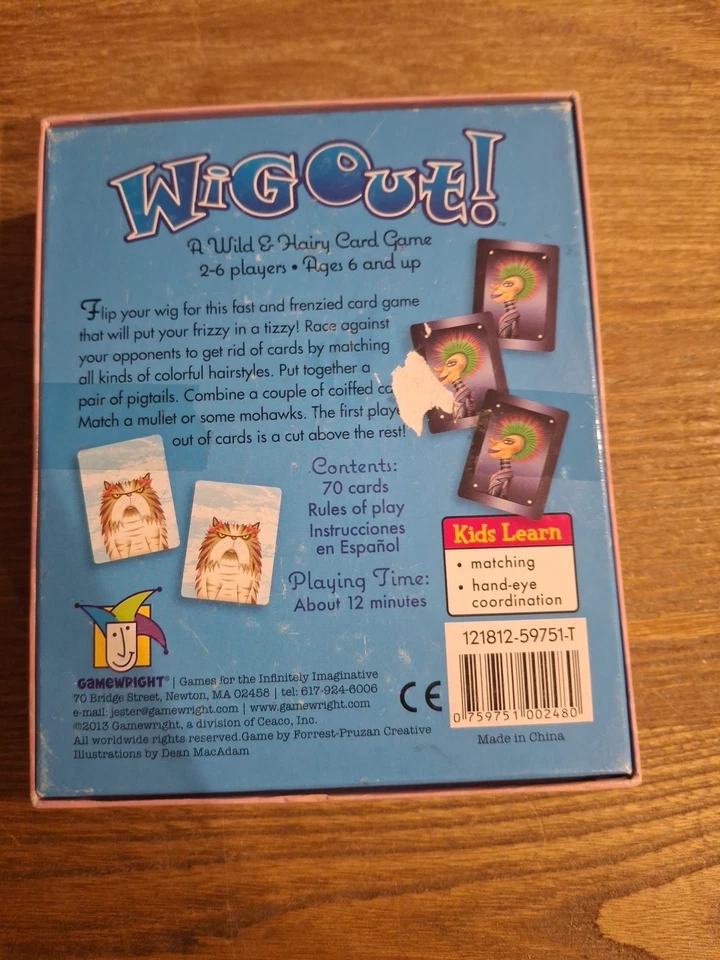 WiG Out!™
A Wild & Hairy Card Game
2-6 players • Ages 6 and up
Flip your wig for this fast and frenzied card game
that will put your frizzy in a tizzy! Race against
your opponents to get rid of cards by matching
all kinds of colorful hairstyles. Put together a
pair of pigtails. Combine a couple of coiffed
Match a mullet or some mohawks. The first
out of cards is a cut above the rest!
Contents:
70 cards
Rules of play
Instrucciones
en Español
Playing Time:
About 12 minutes
Kids Learn
• matching
• hand-eye
coordination
121812-59751-T
0 759751 002480
Made in China
CE
GAMEWRIGHT® | Games for the Infinitely Imaginative
70 Bridge Street, Newton, MA 02458 | tel: 617-924-6006
e-mail: jester@gamewright.com | www.gamewright.com
©2013 Gamewright, a division of Ceaco, Inc.
All worldwide rights reserved.Game by Forrest-Pruzan Creative
Illustrations by Dean MacAdam